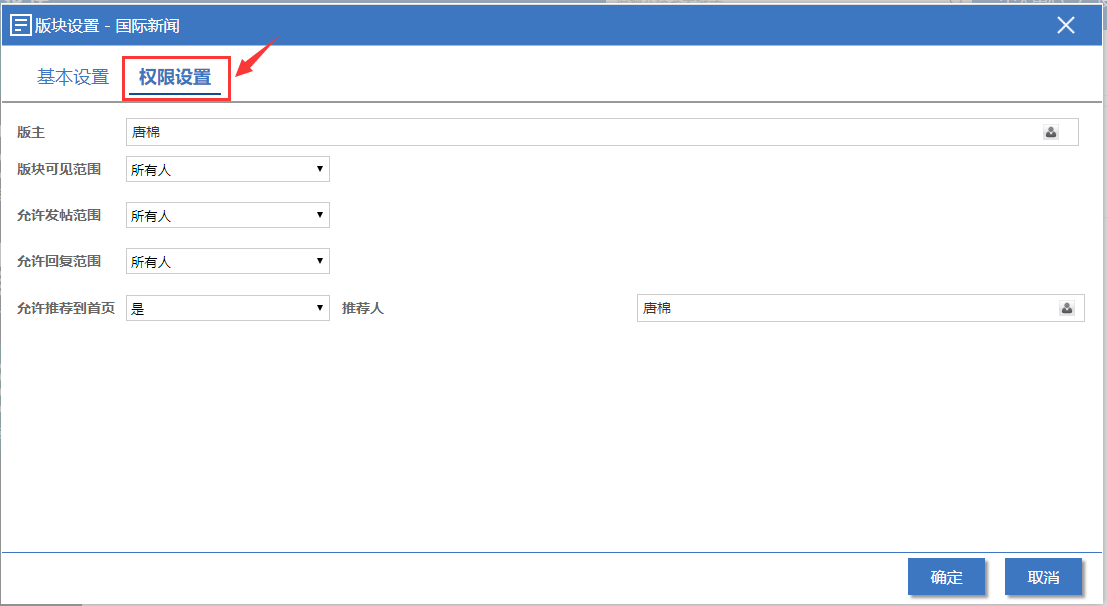 版块设置 - 国际新闻
基本设置 权限设置
版主 唐棉
版块可见范围 所有人
允许发帖范围 所有人
允许回复范围 所有人
允许推荐到首页 是 推荐人 唐棉
确定 取消